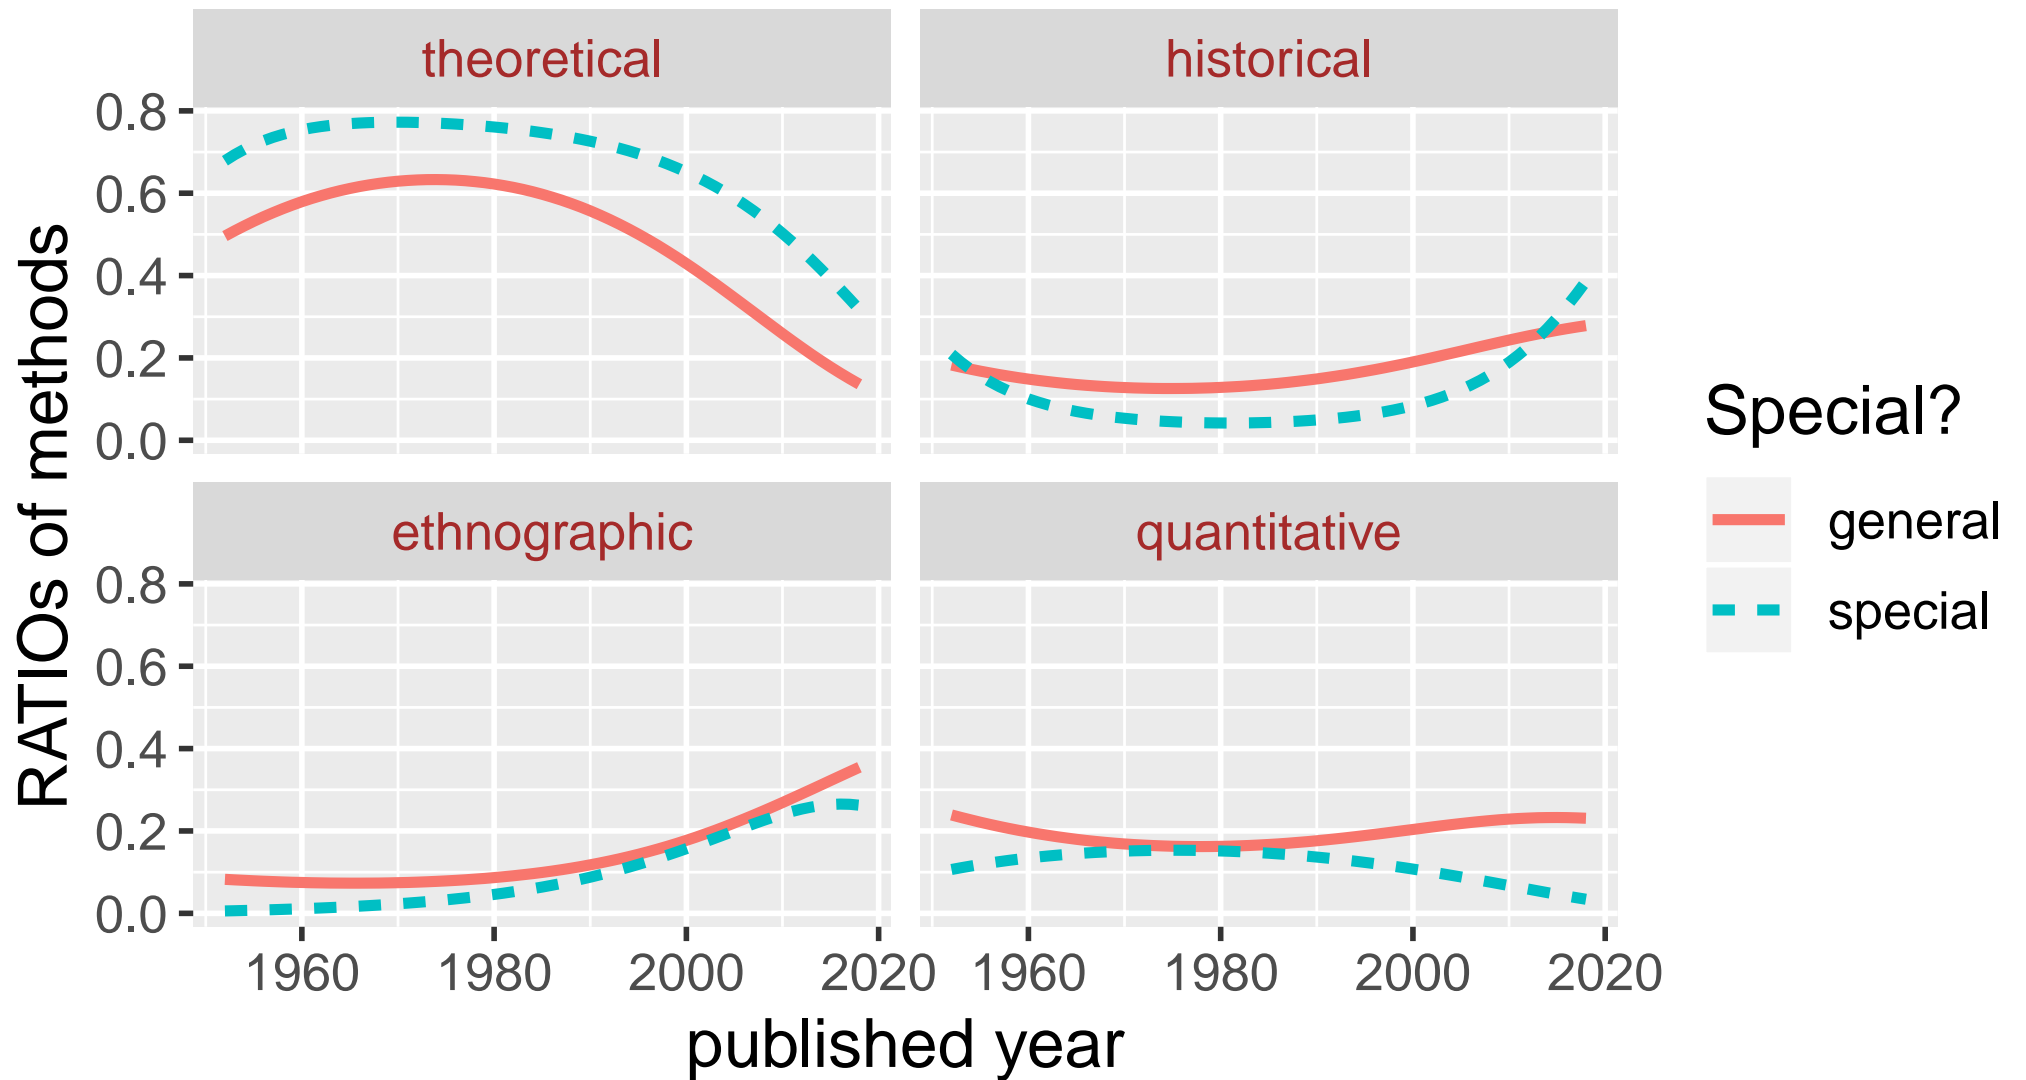 theoretical
historical
0.8
0.6
0.4
0.2
0.0
ethnographic
quantitative
0.8
0.6
0.4
0.2
0.0
1960 1980 2000 2020 1960 1980 2000 2020
published year
RATIOs of methods
Special?
general
special